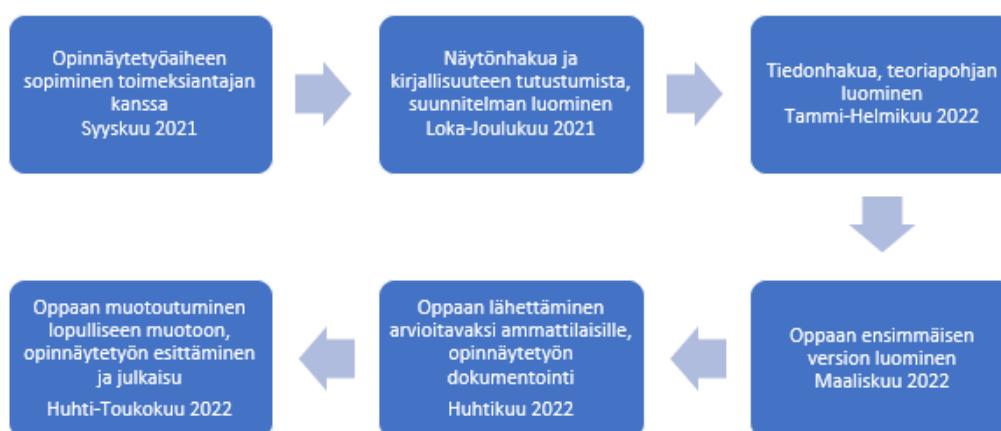 Opinnäytetyöaiheen
sopiminen toimeksiantajan
kanssa
Syyskuu 2021
Näytönhakua ja
kirjallisuuteen tutustumista,
suunnitelman luominen
Loka-Joulukuu 2021
Tiedonhakua, teoriapohjan
luominen
Tammi-Helmikuu 2022
Oppaan ensimmäisen
version luominen
Maaliskuu 2022
Oppaan lähettäminen
arvioitavaksi ammattilaisille,
opinnäytetyön
dokumentointi
Huhtikuu 2022
Oppaan muotoutuminen
lopulliseen muotoon,
opinnäytetyön esittäminen
ja julkaisu
Huhti-Toukokuu 2022